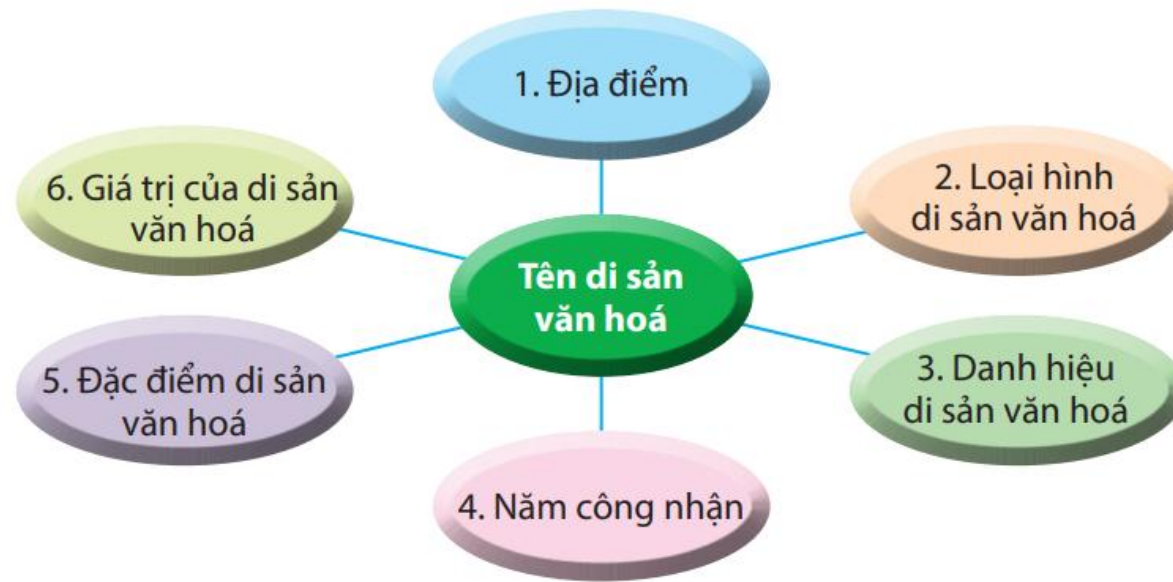 1. Địa điểm
2. Loại hình
di sản văn hoá
3. Danh hiệu
di sản văn hoá
4. Năm công nhận
5. Đặc điểm di sản
văn hoá
6. Giá trị của di sản
văn hoá
Tên di sản
văn hoá